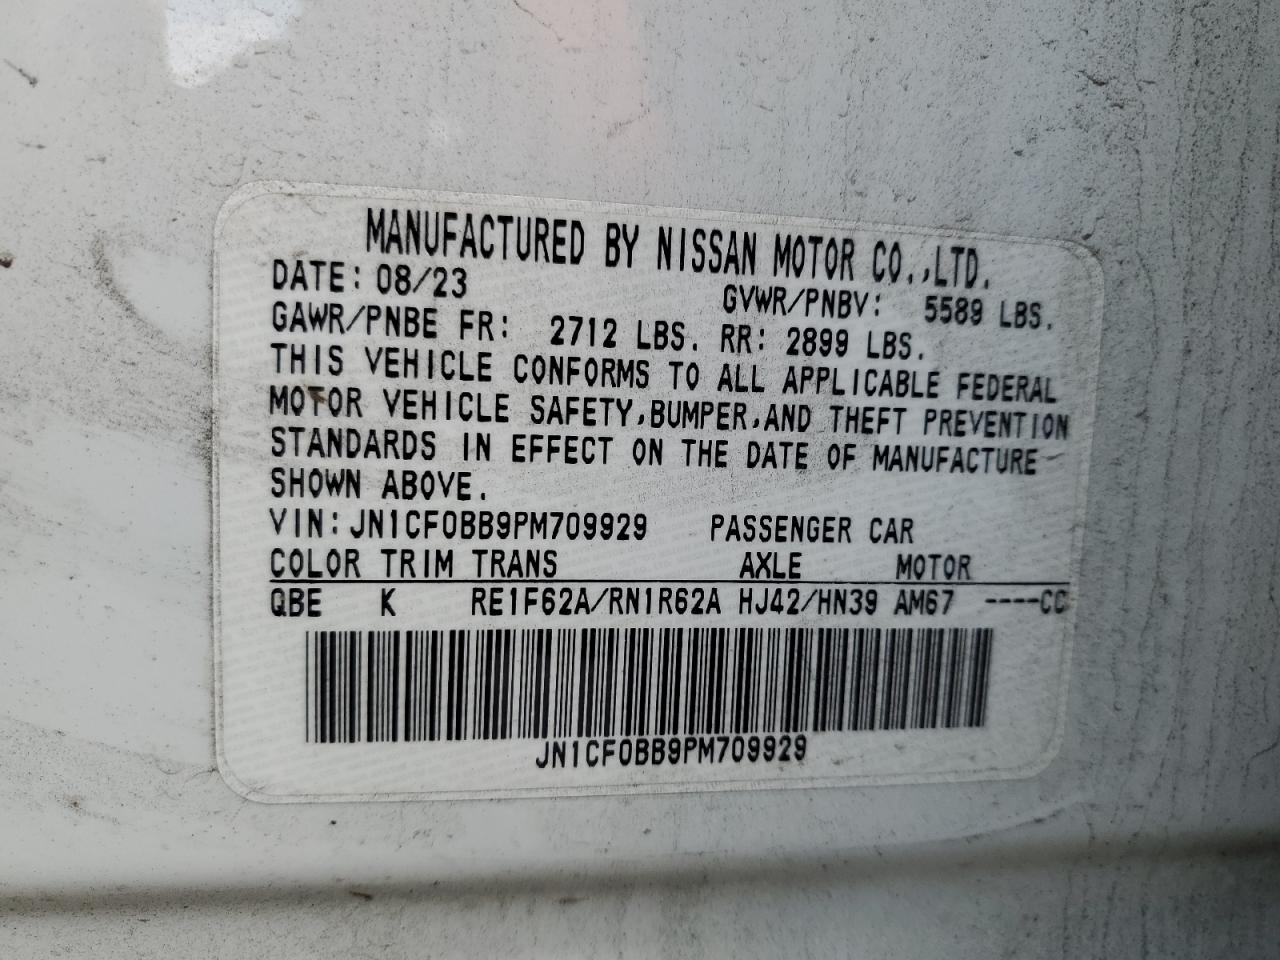 MANUFACTURED BY NISSAN MOTOR CO.,LTD.
DATE: 08/23 GVWR/PNBV: 5589 LBS.
GAWR/PNBE FR: 2712 LBS. RR: 2899 LBS.
THIS VEHICLE CONFORMS TO ALL APPLICABLE FEDERAL
MOTOR VEHICLE SAFETY,BUMPER,AND THEFT PREVENTION
STANDARDS IN EFFECT ON THE DATE OF MANUFACTURE
SHOWN ABOVE.
VIN:JN1CF0BB9PM709929 PASSENGER CAR
COLOR TRIM TRANS AXLE MOTOR
QBE K RE1F62A/RN1R62A HJ42/HN39 AM67 ----CC
JN1CF0BB9PM709929